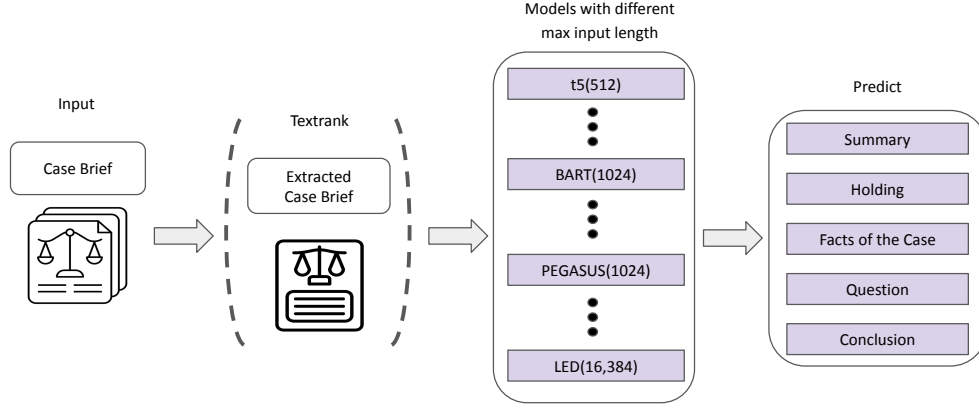 Input
Case Brief
Textrank
Extracted
Case Brief
Models with different
max input length
t5(512)
BART(1024)
PEGASUS(1024)
LED(16,384)
Predict
Summary
Holding
Facts of the Case
Question
Conclusion